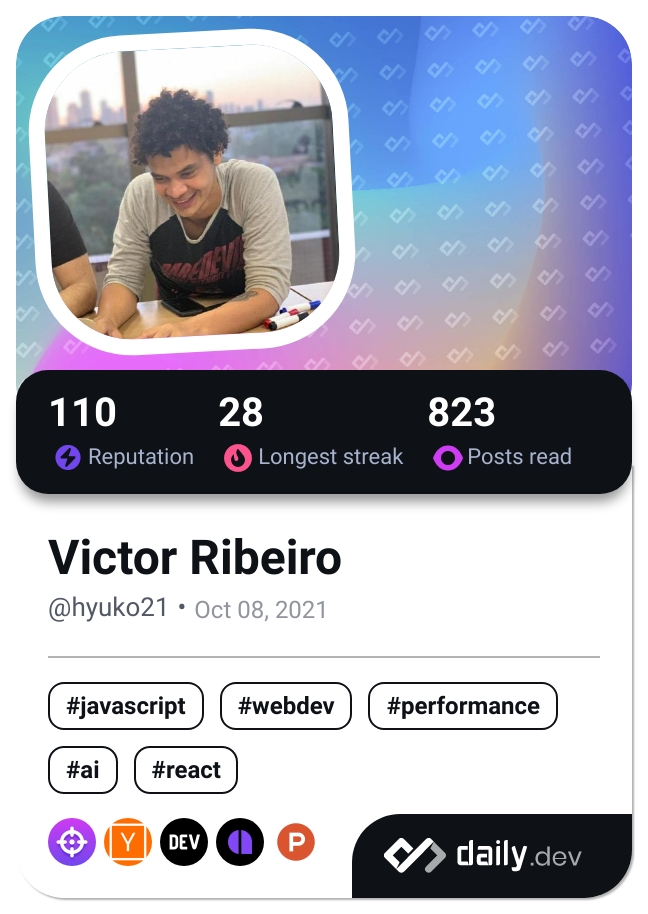 DAREDEVIL
110 28 823
Reputation Longest streak Posts read
Victor Ribeiro
@hyuko21 • Oct 08, 2021
#javascript #webdev #performance
#ai #react
Y DEV P
daily.dev